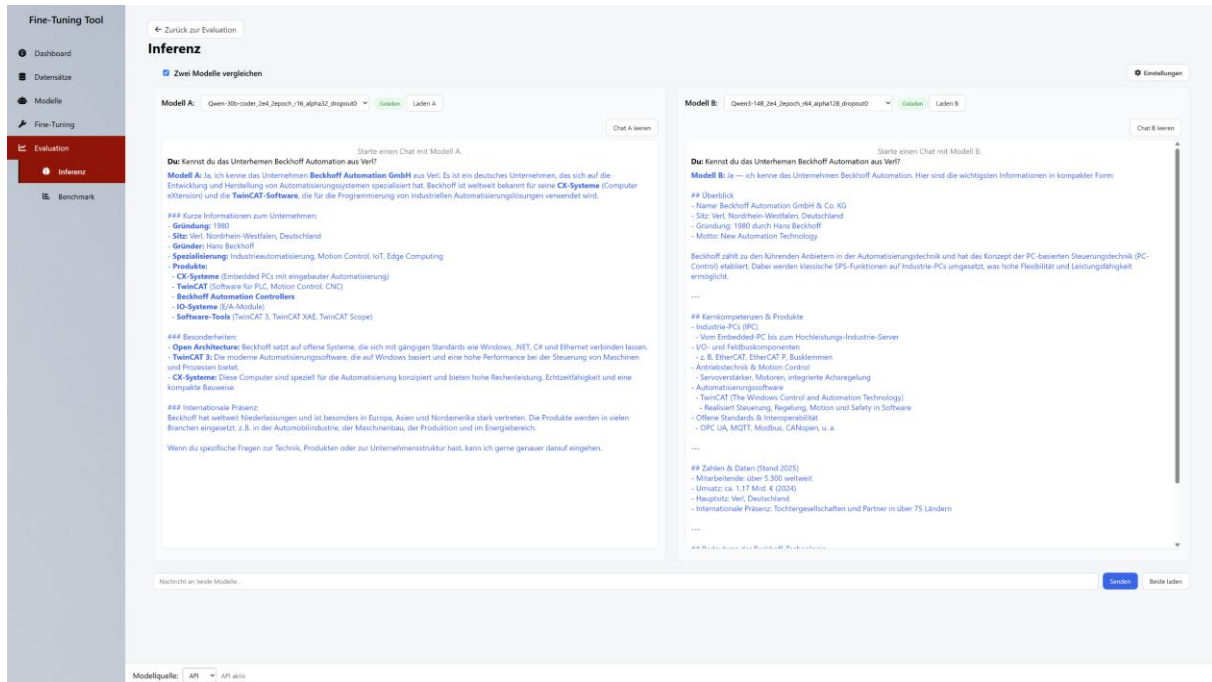 Fine-Tuning Tool
Dashboard
Datensätze
Modelle
Fine-Tuning
Evaluation
Inferenz
Benchmark
← Zurück zur Evaluation
Inferenz
Zwei Modelle vergleichen
Einstellungen
Modell A: Qwen-30b-coder_2e4_2epoch_r16_alpha32_dropout0 Geladen Laden A
Chat A leeren
Starte einen Chat mit Modell A.
Du: Kennst du das Unterhemen Beckhoff Automation aus Verl?
Modell A: Ja, ich kenne das Unternehmen Beckhoff Automation GmbH aus Verl. Es ist ein deutsches Unternehmen, das sich auf die
Entwicklung und Herstellung von Automatisierungssystemen spezialisiert hat. Beckhoff ist weltweit bekannt für seine CX-Systeme (Computer
eXtension) und die TwinCAT-Software, die für die Programmierung von industriellen Automatisierungslösungen verwendet wird.
### Kurze Informationen zum Unternehmen:
- Gründung: 1980
- Sitz: Verl, Nordrhein-Westfalen, Deutschland
- Gründer: Hans Beckhoff
- Spezialisierung: Industrieautomatisierung, Motion Control, IoT, Edge Computing
- Produkte:
- CX-Systeme (Embedded PCs mit eingebauter Automatisierung)
- TwinCAT (Software für PLC, Motion Control, CNC)
- Beckhoff Automation Controllers
- IO-Systeme (E/A-Module)
- Software-Tools (TwinCAT 3, TwinCAT XAE, TwinCAT Scope)
### Besonderheiten:
- Open Architecture: Beckhoff setzt auf offene Systeme, die sich mit gängigen Standards wie Windows, .NET, C# und Ethernet verbinden lassen.
- TwinCAT 3: Die moderne Automatisierungssoftware, die auf Windows basiert und eine hohe Performance bei der Steuerung von Maschinen
und Prozessen bietet.
- CX-Systeme: Diese Computer sind speziell für die Automatisierung konzipiert und bieten hohe Rechenleistung, Echtzeitfähigkeit und eine
kompakte Bauweise.
### Internationale Präsenz:
Beckhoff hat weltweit Niederlassungen und ist besonders in Europa, Asien und Nordamerika stark vertreten. Die Produkte werden in vielen
Branchen eingesetzt, z. B. in der Automobilindustrie, der Maschinenbau, der Produktion und im Energiebereich.
Wenn du spezifische Fragen zur Technik, Produkten oder zur Unternehmensstruktur hast, kann ich gerne genauer darauf eingehen.
Modell B: Qwen3-14B_2e4_2epoch_r64_alpha128_dropout0 Geladen Laden B
Chat B leeren
Starte einen Chat mit Modell B.
Du: Kennst du das Unterhemen Beckhoff Automation aus Verl?
Modell B: Ja — ich kenne das Unternehmen Beckhoff Automation. Hier sind die wichtigsten Informationen in kompakter Form:
## Überblick
- Name: Beckhoff Automation GmbH & Co. KG
- Sitz: Verl, Nordrhein-Westfalen, Deutschland
- Gründung: 1980 durch Hans Beckhoff
- Motto: New Automation Technology
Beckhoff zählt zu den führenden Anbietern in der Automatisierungstechnik und hat das Konzept der PC-basierten Steuerungstechnik (PC-
Control) etabliert. Dabei werden klassische SPS-Funktionen auf Industrie-PCs umgesetzt, was hohe Flexibilität und Leistungsfähigkeit
ermöglicht.
---
## Kernkompetenzen & Produkte
- Industrie-PCs (IPC)
- Vom Embedded-PC bis zum Hochleistungs-Industrie-Server
- I/O- und Feldbuskomponenten
- z. B. EtherCAT, EtherCAT P, Busklemmen
- Antriebstechnik & Motion Control
- Servoverstärker, Motoren, integrierte Achsregelung
- Automatisierungssoftware
- TwinCAT (The Windows Control and Automation Technology)
- Realisiert Steuerung, Regelung, Motion und Safety in Software
- Offene Standards & Interoperabilität
- OPC UA, MQTT, Modbus, CANopen, u. a.
---
## Zahlen & Daten (Stand 2025)
- Mitarbeitende: über 5.300 weltweit
- Umsatz: ca. 1,17 Mrd. € (2024)
- Hauptsitz: Verl, Deutschland
- Internationale Präsenz: Tochtergesellschaften und Partner in über 75 Ländern
---
Nachricht an beide Modelle...
Senden Beide laden
Modellquelle: API API aktiv